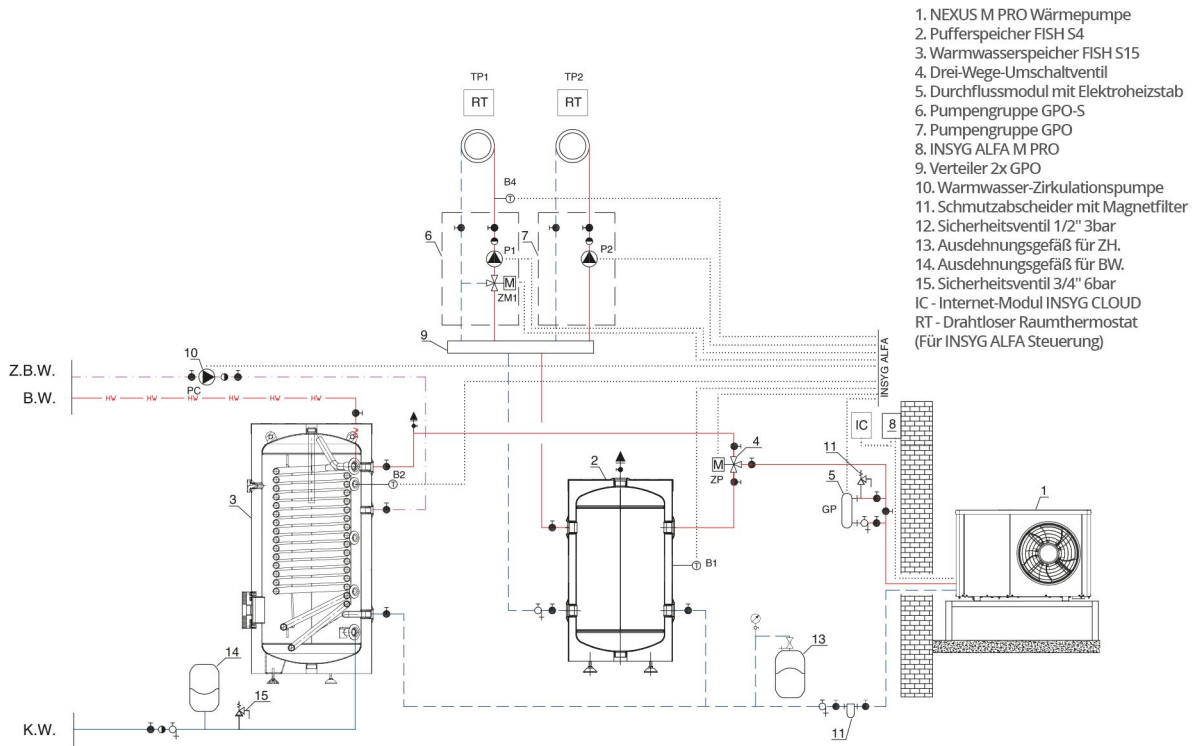 1. NEXUS M PRO Wärmepumpe
2. Pufferspeicher FISH S4
3. Warmwasserspeicher FISH S15
4. Drei-Wege-Umschaltventil
5. Durchflussmodul mit Elektroheizstab
6. Pumpengruppe GPO-S
7. Pumpengruppe GPO
8. INSYG ALFA M PRO
9. Verteiler 2x GPO
10. Warmwasser-Zirkulationspumpe
11. Schmutzabscheider mit Magnetfilter
12. Sicherheitsventil 1/2" 3bar
13. Ausdehnungsgefäß für ZH.
14. Ausdehnungsgefäß für BW.
15. Sicherheitsventil 3/4" 6bar
IC - Internet-Modul INSYG CLOUD
RT - Drahtloser Raumthermostat
(Für INSYG ALFA Steuerung)
TP1
TP2
RT
RT
B4
6
7
P1
P2
M
ZM1
9
10
Z.B.W.
PC
B.W.
HW
HW
HW
HW
HW
HW
HW
INSYG ALFA
IC
8
4
M
ZP
11
5
GP
1
2
B2
3
B1
13
14
15
11
K.W.
T
T
T